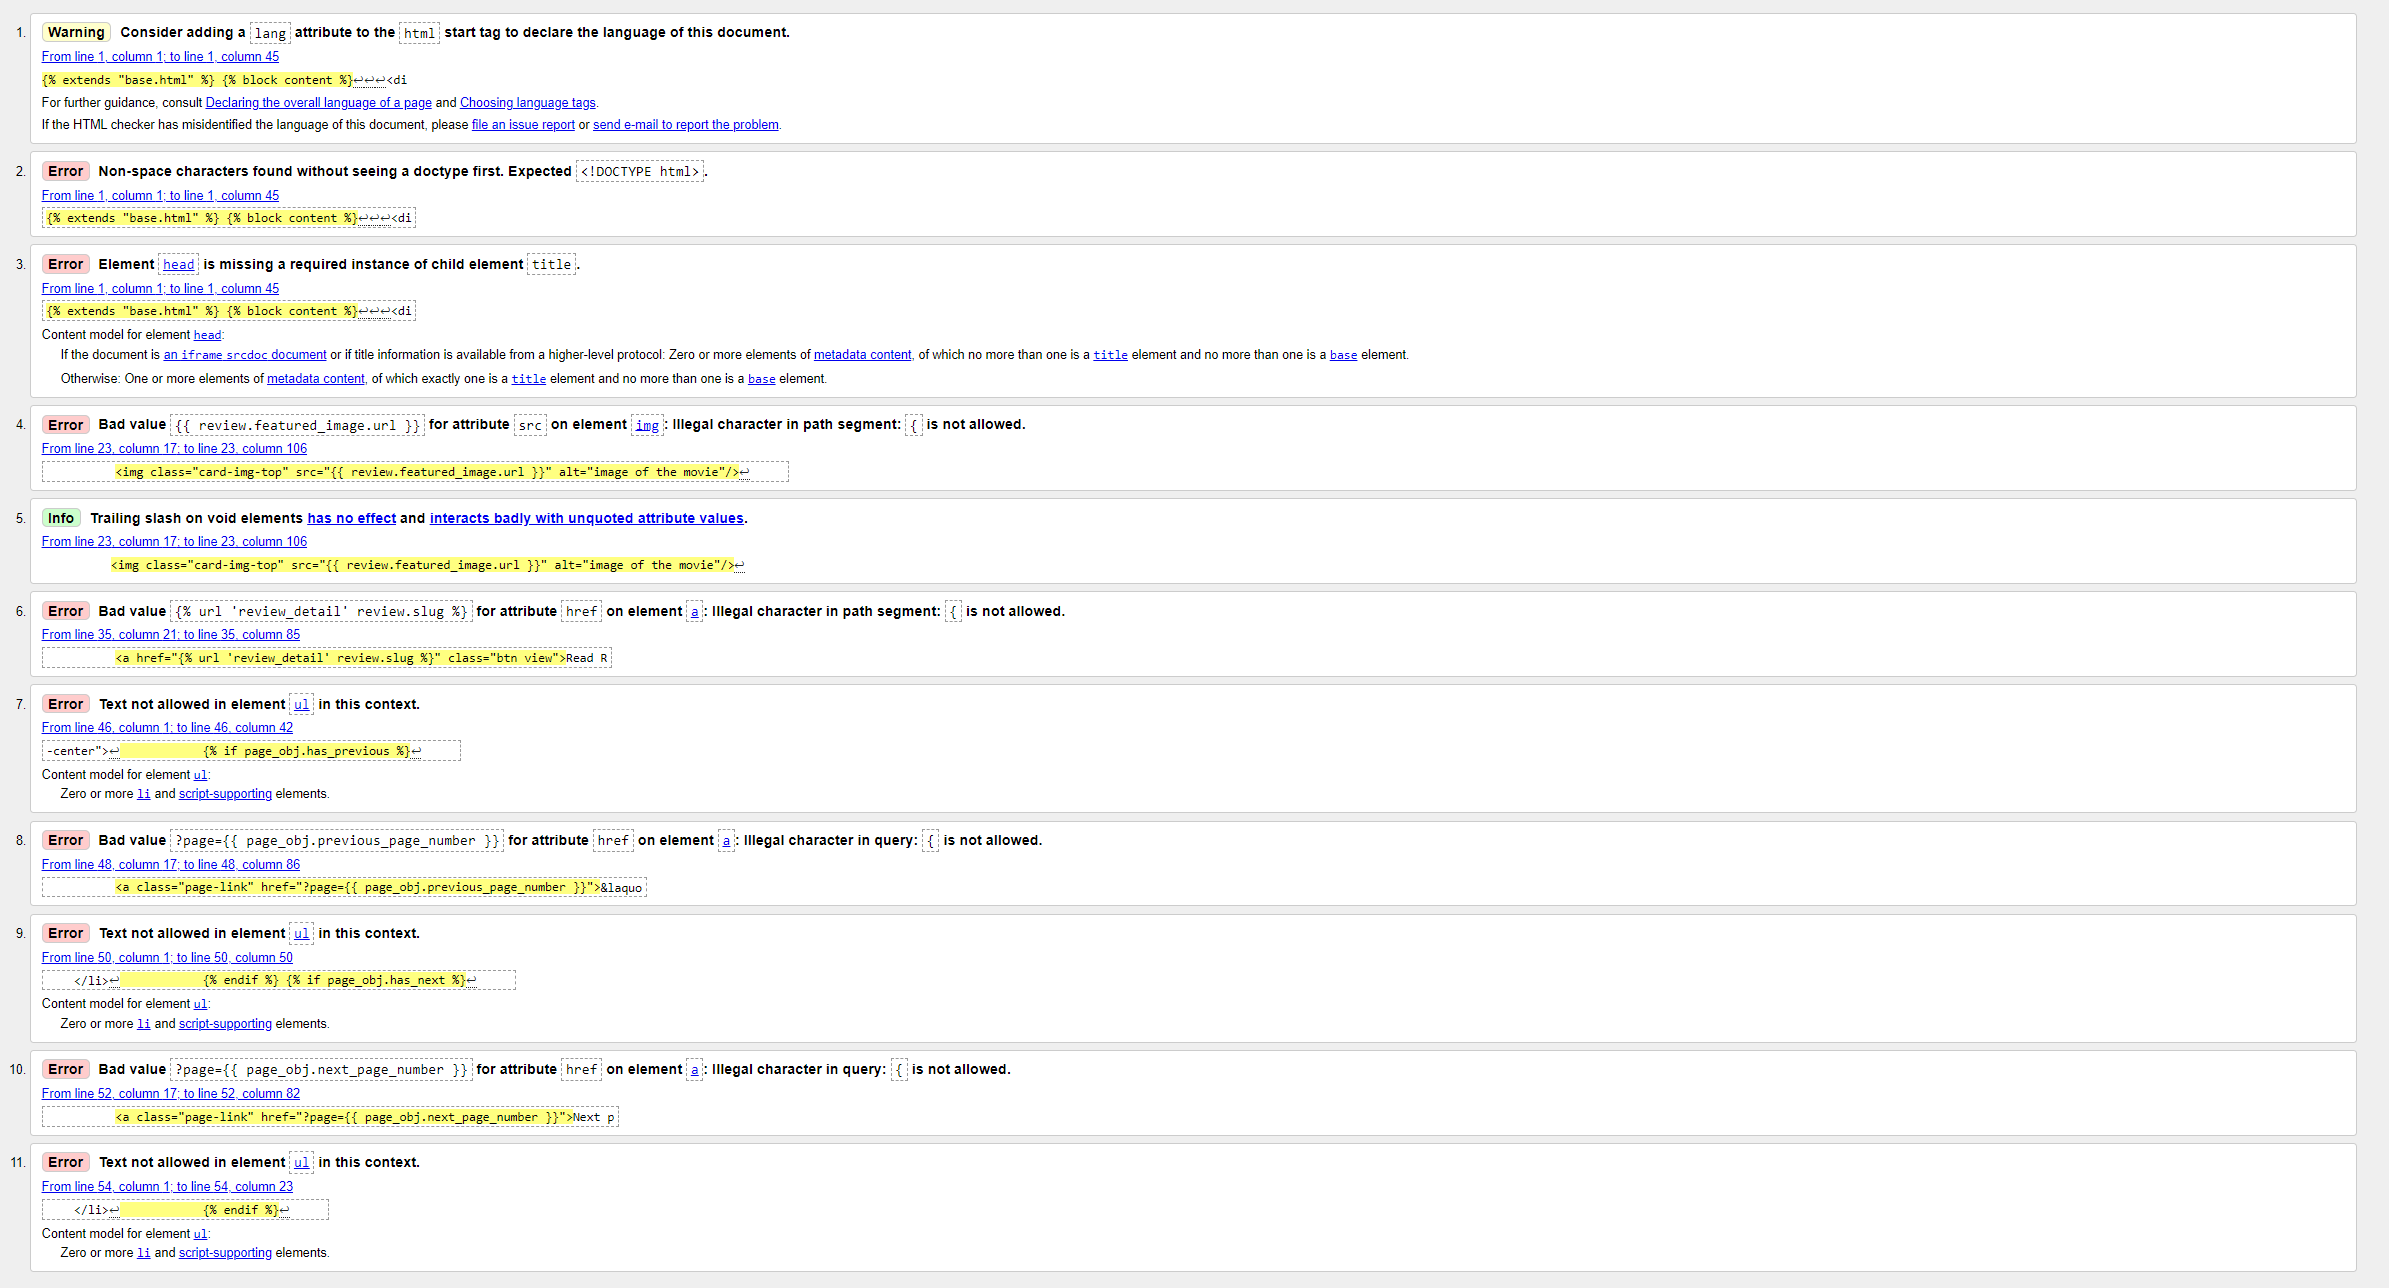 1. Warning Consider adding a lang attribute to the html start tag to declare the language of this document.
From line 1, column 1; to line 1, column 45
{% extends "base.html" %} {% block content %}↩↩↩<di
For further guidance, consult Declaring the overall language of a page and Choosing language tags.
If the HTML checker has misidentified the language of this document, please file an issue report or send e-mail to report the problem.
2. Error Non-space characters found without seeing a doctype first. Expected <!DOCTYPE html>.
From line 1, column 1; to line 1, column 45
{% extends "base.html" %} {% block content %}↩↩↩<di
3. Error Element head is missing a required instance of child element title.
From line 1, column 1; to line 1, column 45
{% extends "base.html" %} {% block content %}↩↩↩<di
Content model for element head:
If the document is an iframe srcdoc document or if title information is available from a higher-level protocol: Zero or more elements of metadata content, of which no more than one is a title element and no more than one is a base element.
Otherwise: One or more elements of metadata content, of which exactly one is a title element and no more than one is a base element.
4. Error Bad value {{ review.featured_image.url }} for attribute src on element img: Illegal character in path segment: { is not allowed.
From line 23, column 17; to line 23, column 106
<img class="card-img-top" src="{{ review.featured_image.url }}" alt="image of the movie"/>↩
5. Info Trailing slash on void elements has no effect and interacts badly with unquoted attribute values.
From line 23, column 17; to line 23, column 106
<img class="card-img-top" src="{{ review.featured_image.url }}" alt="image of the movie"/>↩
6. Error Bad value {% url 'review_detail' review.slug %} for attribute href on element a: Illegal character in path segment: { is not allowed.
From line 35, column 21; to line 35, column 85
<a href="{% url 'review_detail' review.slug %}" class="btn view">Read R
7. Error Text not allowed in element ul in this context.
From line 46, column 1; to line 46, column 42
-center">↩ {% if page_obj.has_previous %}↩
Content model for element ul:
Zero or more li and script-supporting elements.
8. Error Bad value ?page={{ page_obj.previous_page_number }} for attribute href on element a: Illegal character in query: { is not allowed.
From line 48, column 17; to line 48, column 86
<a class="page-link" href="?page={{ page_obj.previous_page_number }}">&laquo
9. Error Text not allowed in element ul in this context.
From line 50, column 1; to line 50, column 50
</li>↩ {% endif %} {% if page_obj.has_next %}↩
Content model for element ul:
Zero or more li and script-supporting elements.
10. Error Bad value ?page={{ page_obj.next_page_number }} for attribute href on element a: Illegal character in query: { is not allowed.
From line 52, column 17; to line 52, column 82
<a class="page-link" href="?page={{ page_obj.next_page_number }}">Next p
11. Error Text not allowed in element ul in this context.
From line 54, column 1; to line 54, column 23
</li>↩ {% endif %}↩
Content model for element ul:
Zero or more li and script-supporting elements.